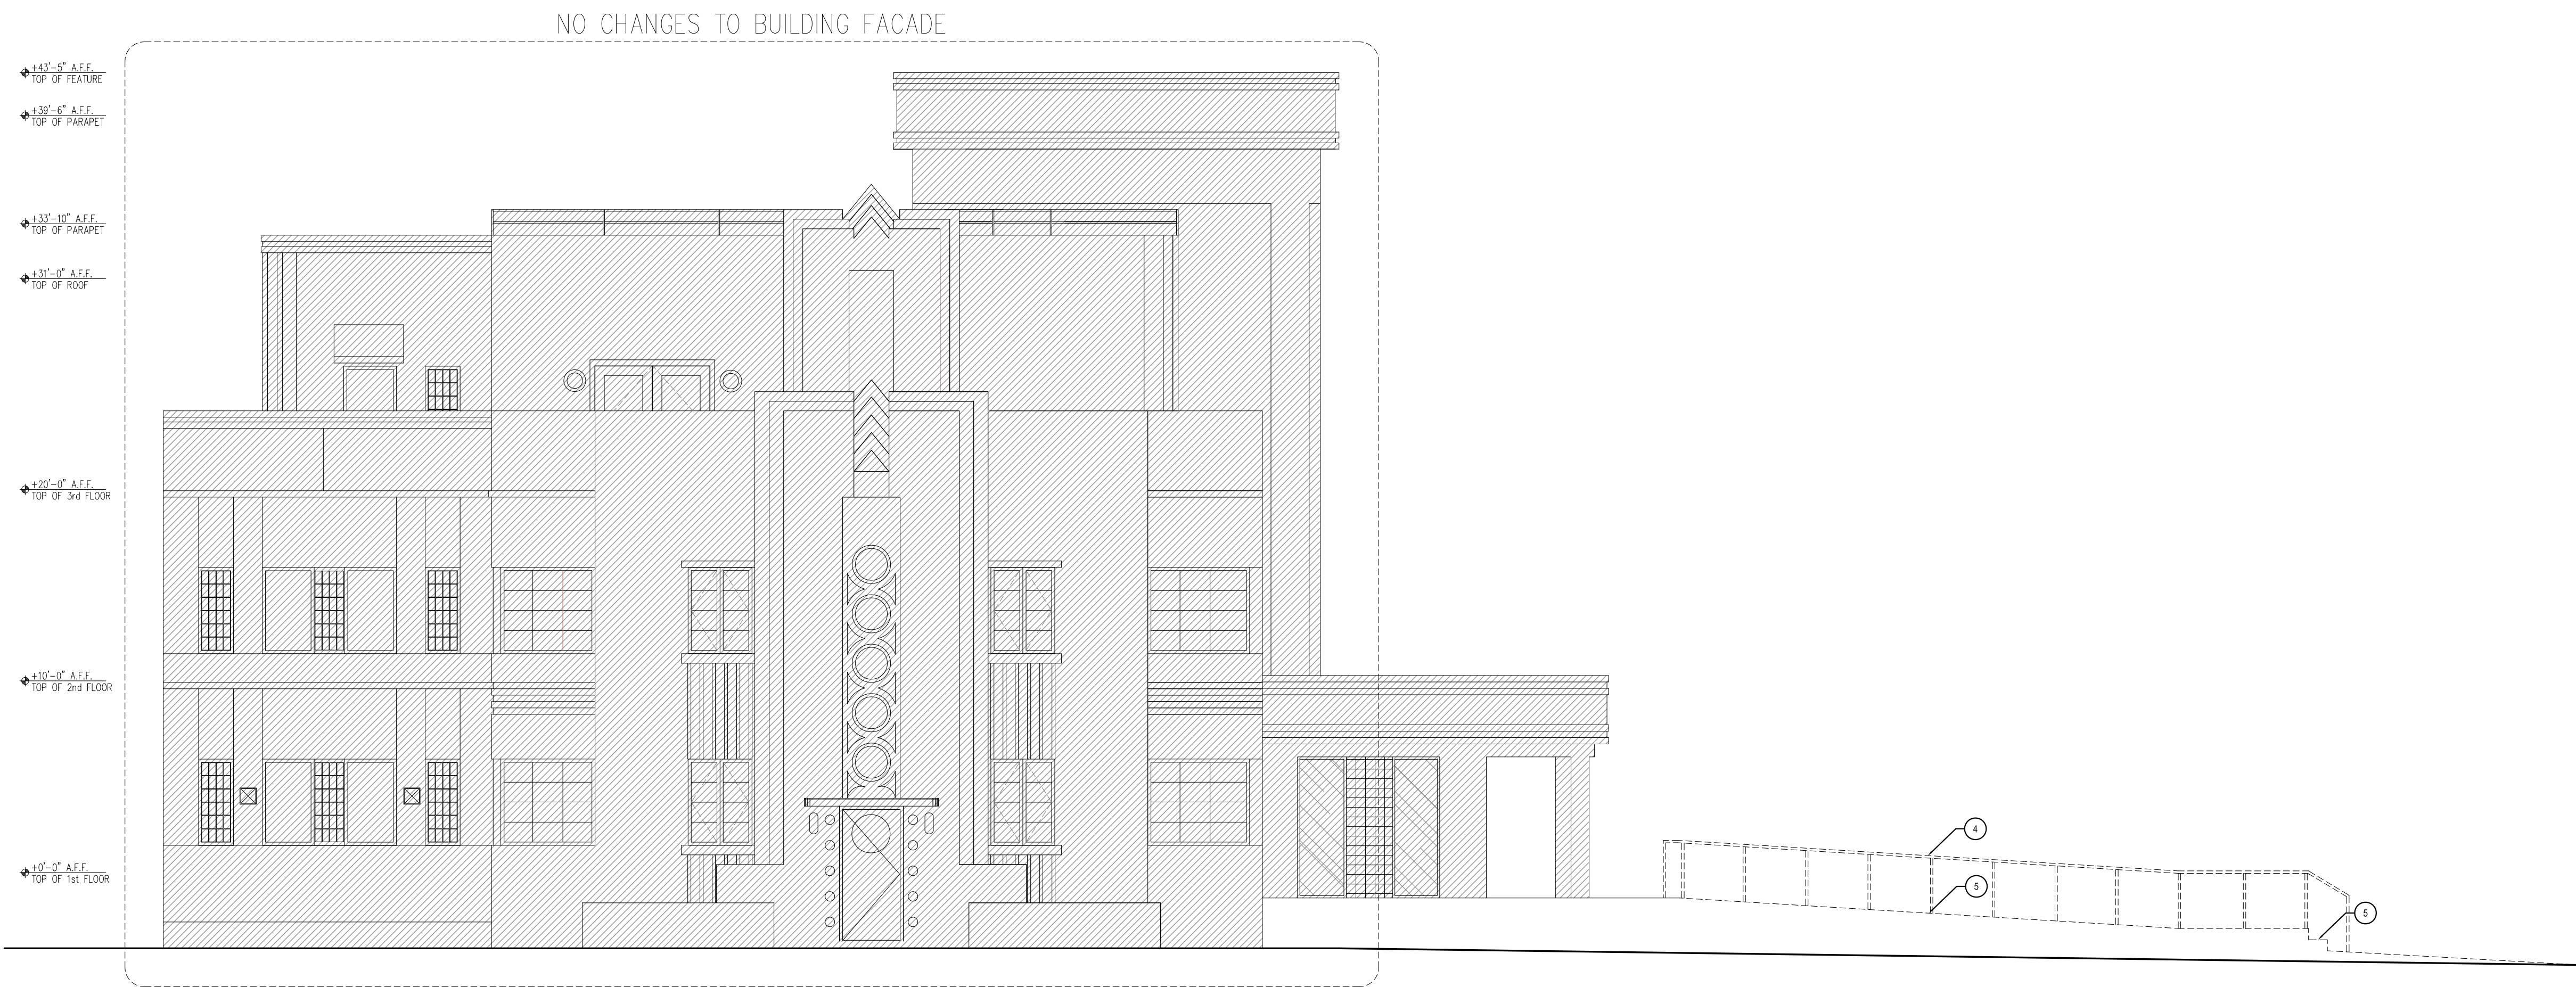 NO CHANGES TO BUILDING FACADE
+43'-5" A.F.F.
TOP OF FEATURE
+39'-6" A.F.F.
TOP OF PARAPET
+33'-10" A.F.F.
TOP OF PARAPET
+31'-0" A.F.F.
TOP OF ROOF
+20'-0" A.F.F.
TOP OF 3rd FLOOR
+10'-0" A.F.F.
TOP OF 2nd FLOOR
+0'-0" A.F.F.
TOP OF 1st FLOOR
4
5
5